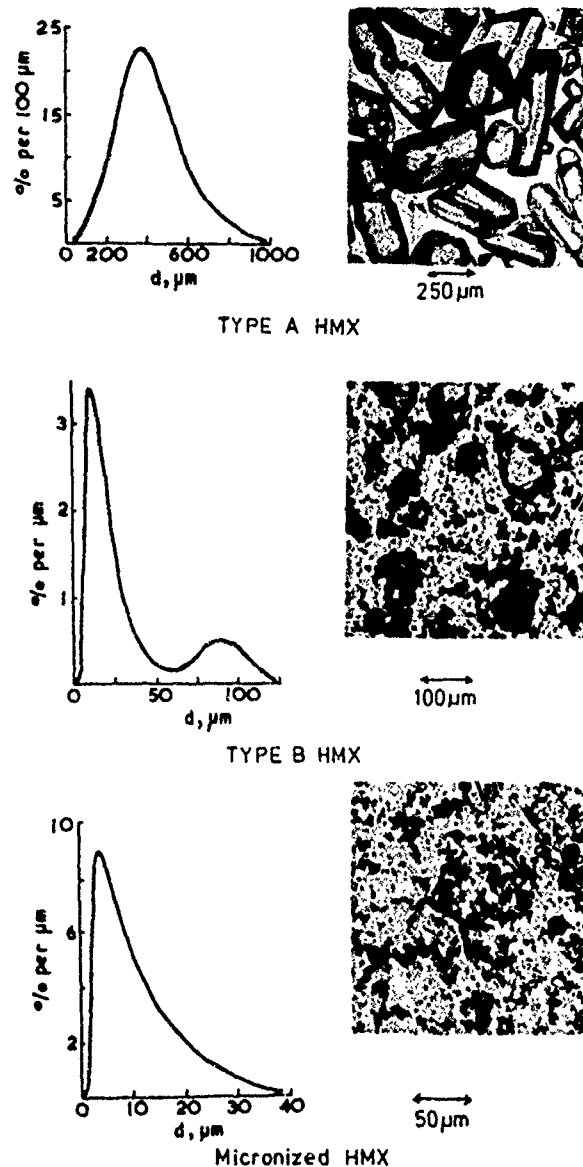 % per 100 µm
25
15
5
0 200 600 1000
d, µm
250 µm
TYPE A HMX
% per µm
3
2
1
0 50 100
d, µm
100µm
TYPE B HMX
% per µm
10
6
2
0 10 20 30 40
d, µm
50µm
Micronized HMX